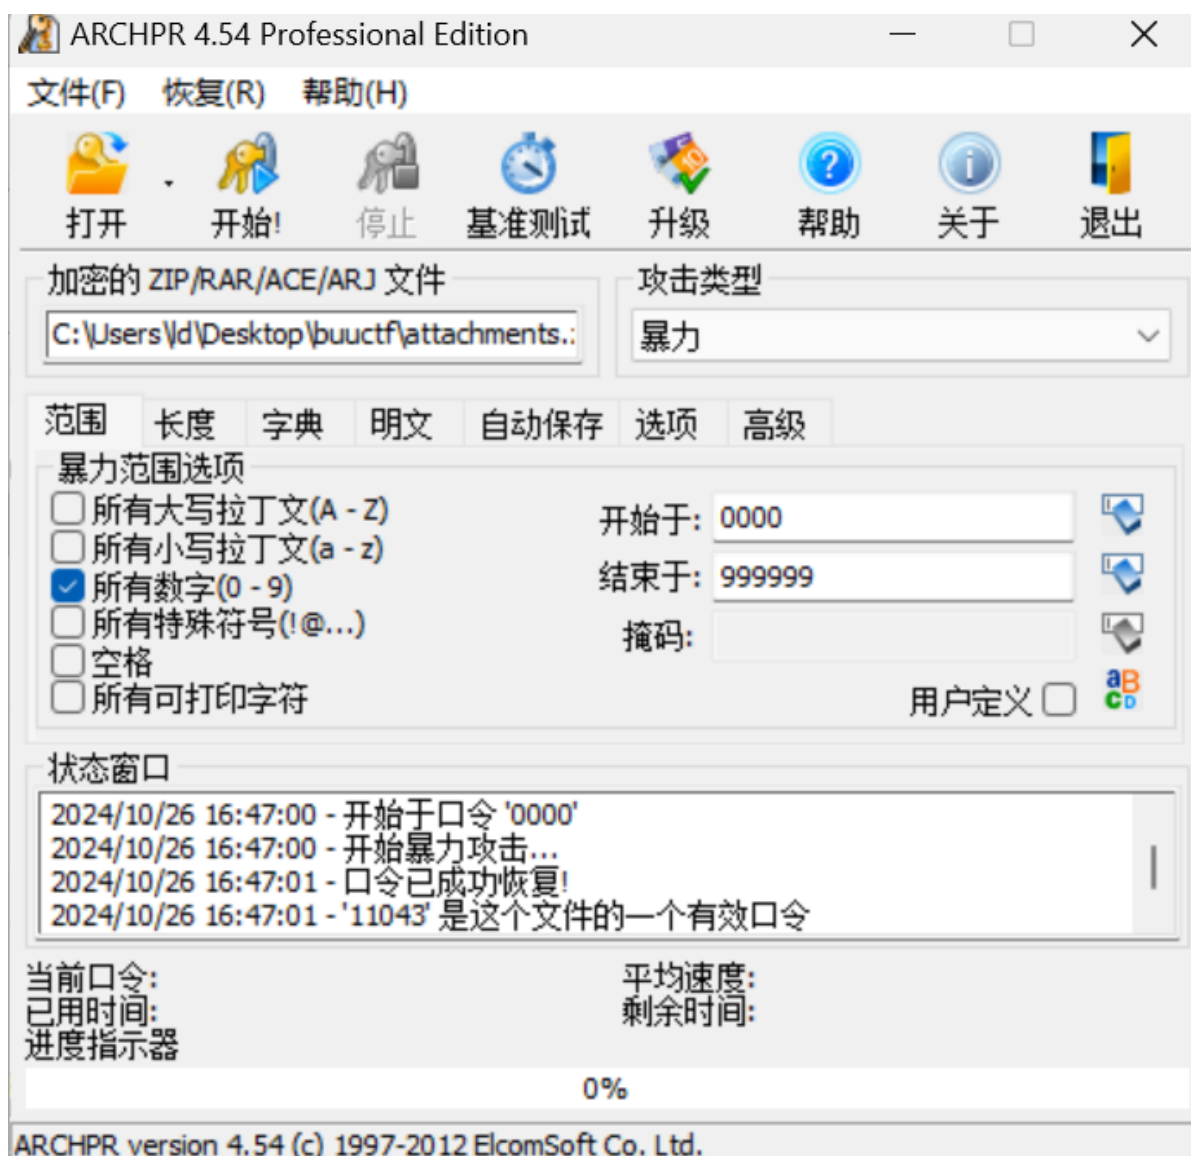 ARCHPR 4.54 Professional Edition
文件(F) 恢复(R) 帮助(H)
打开 开始! 停止 基准测试 升级 帮助 关于 退出
加密的 ZIP/RAR/ACE/ARJ 文件
C:\Users\ld\Desktop\buuctf\attachments.:
攻击类型
暴力
范围 长度 字典 明文 自动保存 选项 高级
暴力范围选项
所有大写拉丁文(A - Z)
所有小写拉丁文(a - z)
所有数字(0 - 9)
所有特殊符号(!@...)
空格
所有可打印字符
开始于: 0000
结束于: 999999
掩码:
用户定义
状态窗口
2024/10/26 16:47:00 - 开始于口令 '0000'
2024/10/26 16:47:00 - 开始暴力攻击...
2024/10/26 16:47:01 - 口令已成功恢复!
2024/10/26 16:47:01 - '11043' 是这个文件的一个有效口令
当前口令:
已用时间:
进度指示器
平均速度:
剩余时间:
0%
ARCHPR version 4.54 (c) 1997-2012 ElcomSoft Co. Ltd.